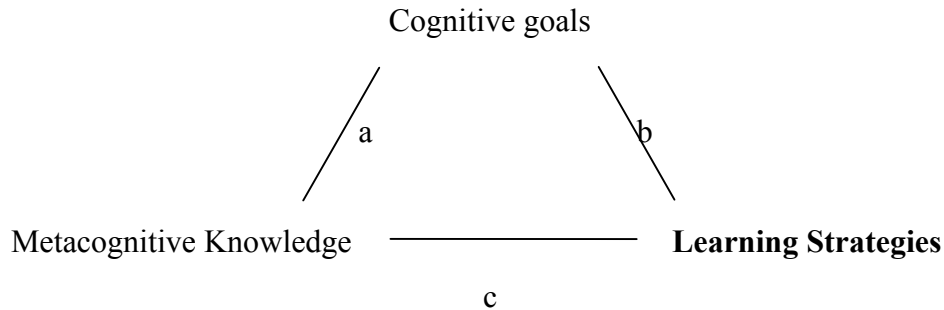 Cognitive goals
a
b
Metacognitive Knowledge
Learning Strategies
c